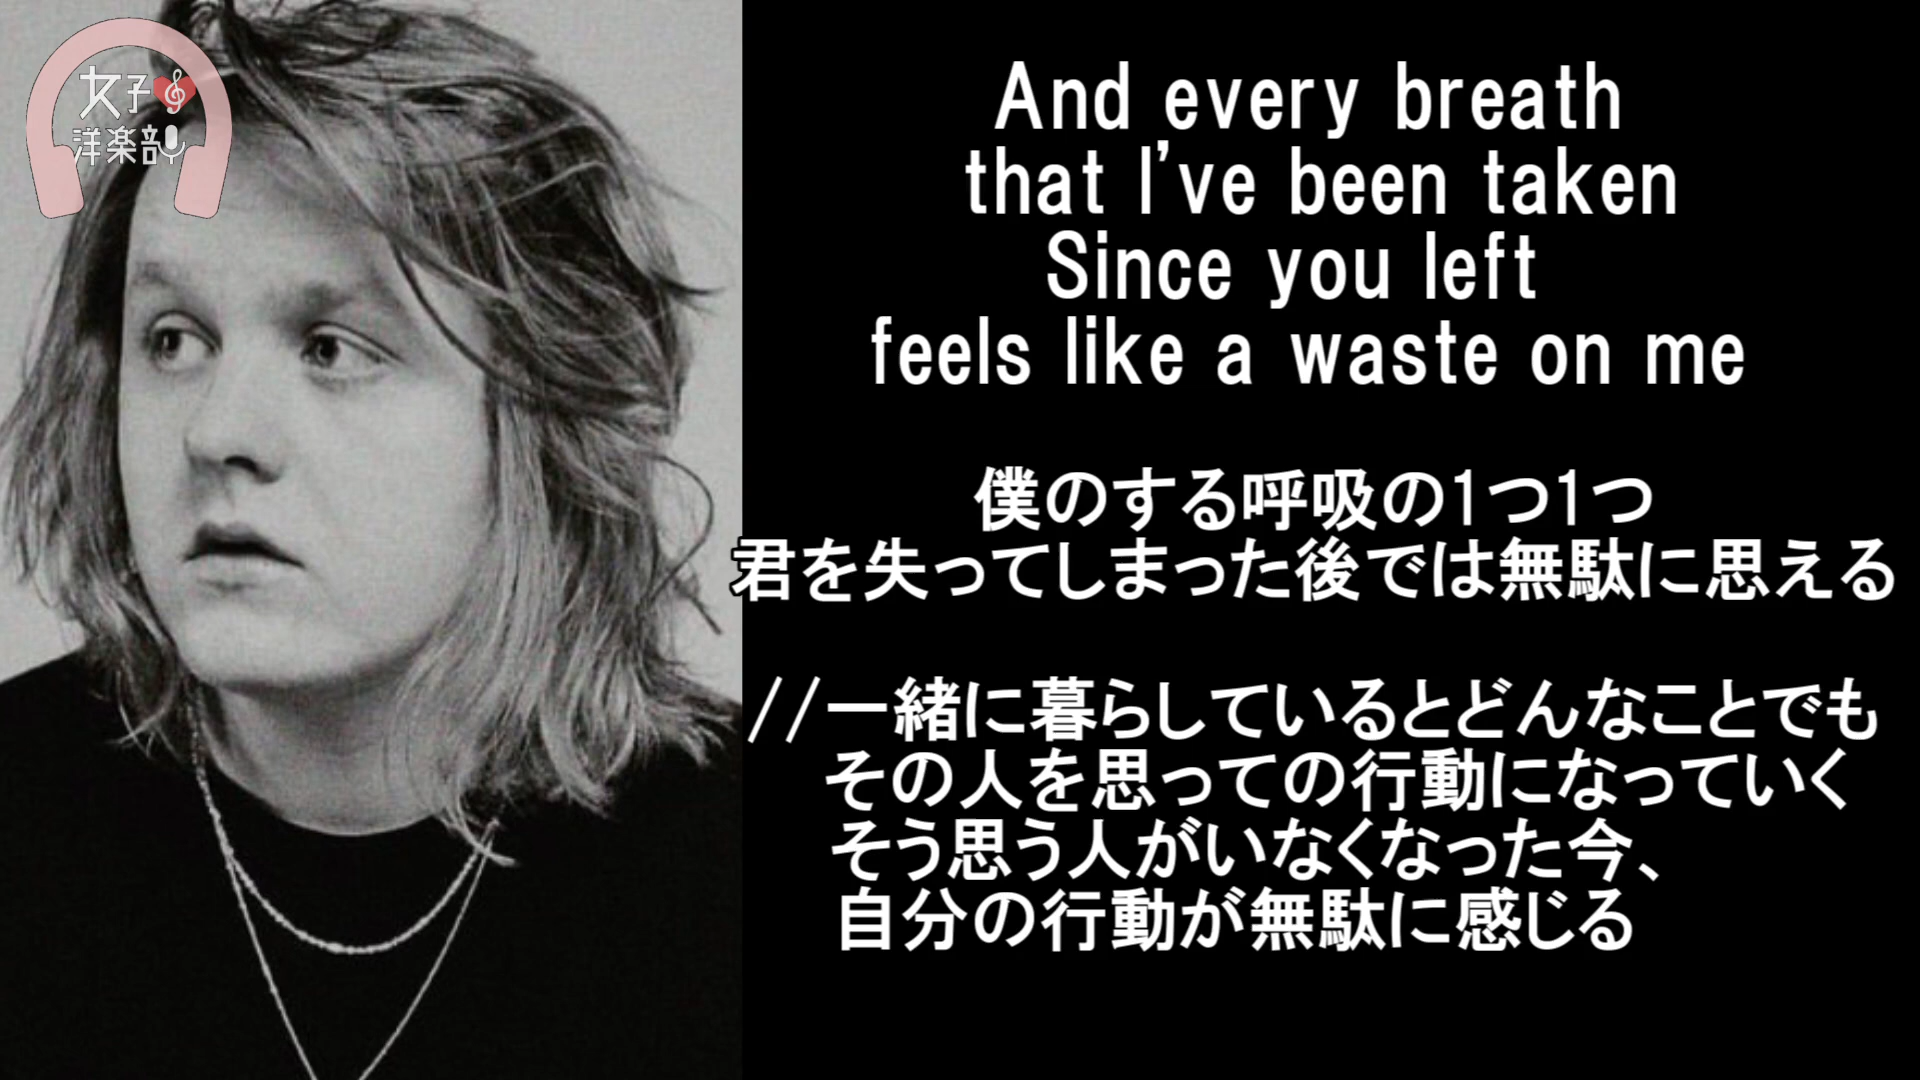 女子
洋楽部
And every breath
that I've been taken
Since you left
feels like a waste on me
僕のする呼吸の1つ1つ
君を失ってしまった後では無駄に思える
//一緒に暮らしているとどんなことでも
その人を思っての行動になっていく
そう思う人がいなくなった今、
自分の行動が無駄に感じる